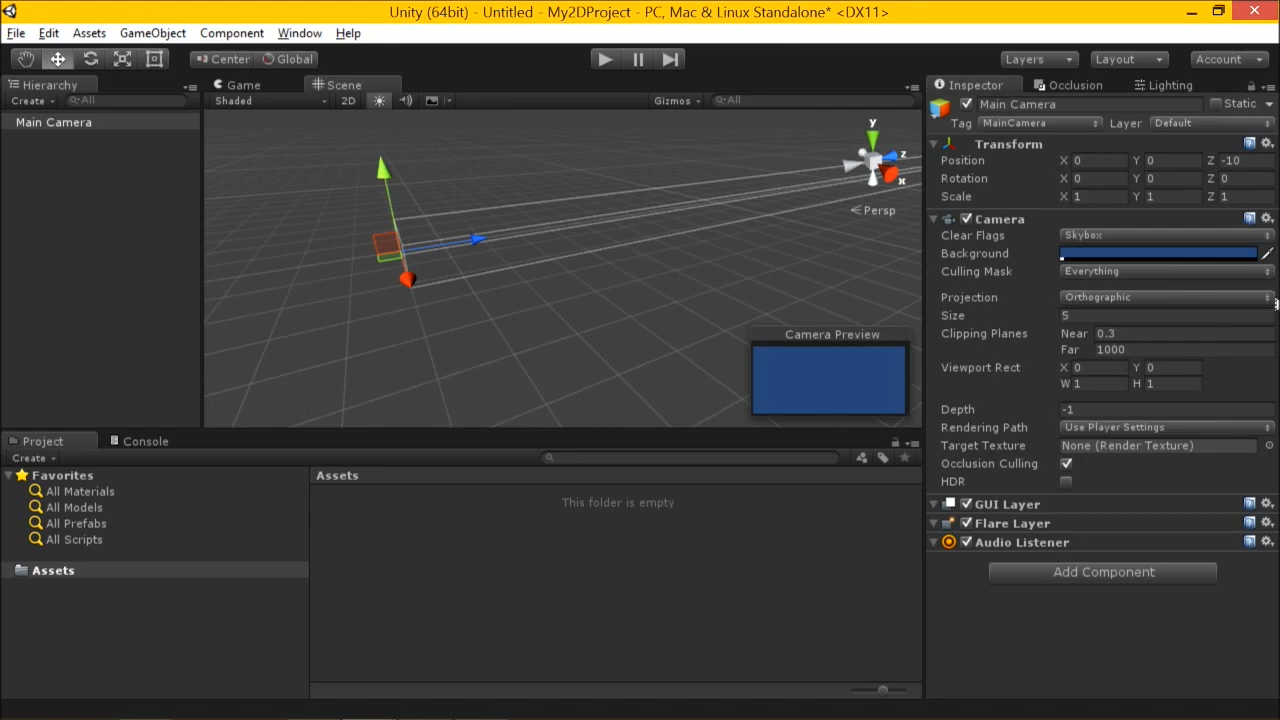 Unity (64bit) - Untitled - My2DProject - PC, Mac & Linux Standalone* <DX11>
File Edit Assets GameObject Component Window Help
Center Global Layers Layout Account
Hierarchy
Create All
Main Camera
Game Scene
Shaded 2D Gizmos All
y
z
x
Persp
Camera Preview
Inspector Occlusion Lighting
Main Camera Static
Tag MainCamera Layer Default
Transform
Position X 0 Y 0 Z -10
Rotation X 0 Y 0 Z 0
Scale X 1 Y 1 Z 1
Camera
Clear Flags Skybox
Background
Culling Mask Everything
Projection Orthographic
Size 5
Clipping Planes Near 0.3
Far 1000
Viewport Rect X 0 Y 0
W 1 H 1
Depth -1
Rendering Path Use Player Settings
Target Texture None (Render Texture)
Occlusion Culling
HDR
GUI Layer
Flare Layer
Audio Listener
Add Component
Project Console
Create
Favorites
All Materials
All Models
All Prefabs
All Scripts
Assets
Assets
This folder is empty